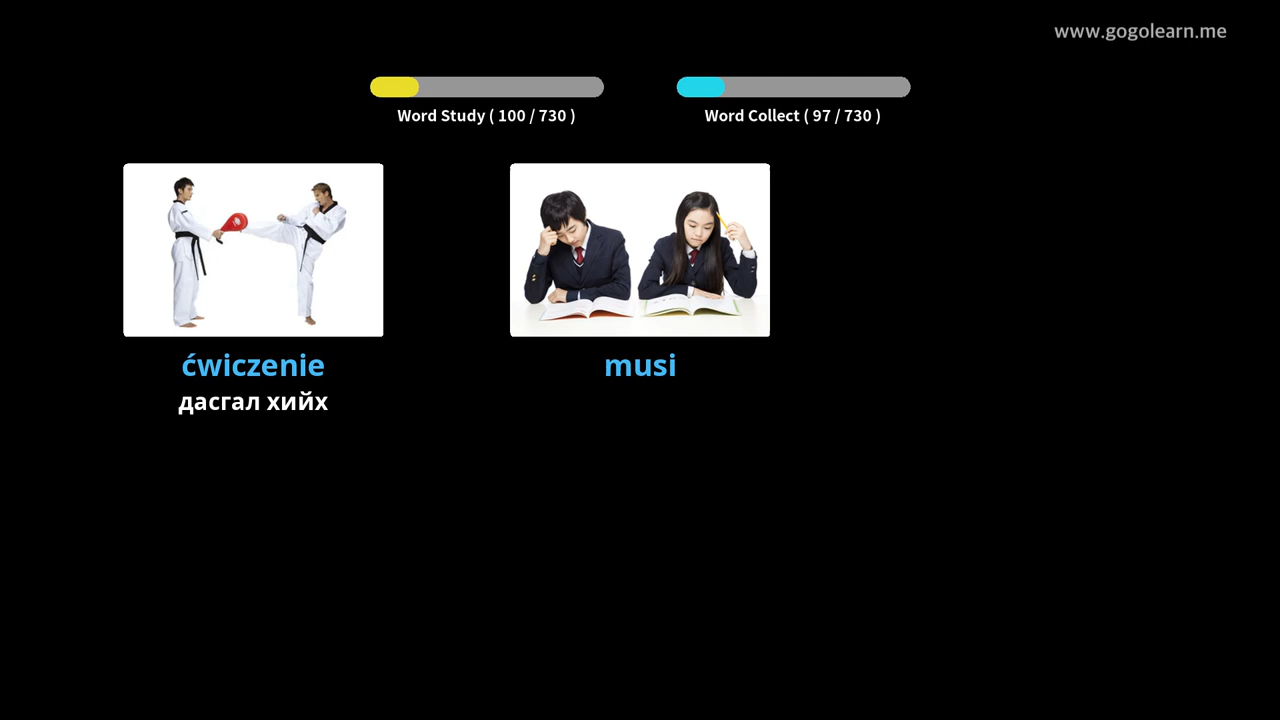 www.gogolearn.me
Word Study ( 100 / 730 )
Word Collect ( 97 / 730 )
ćwiczenie
musi
дасгал хийх